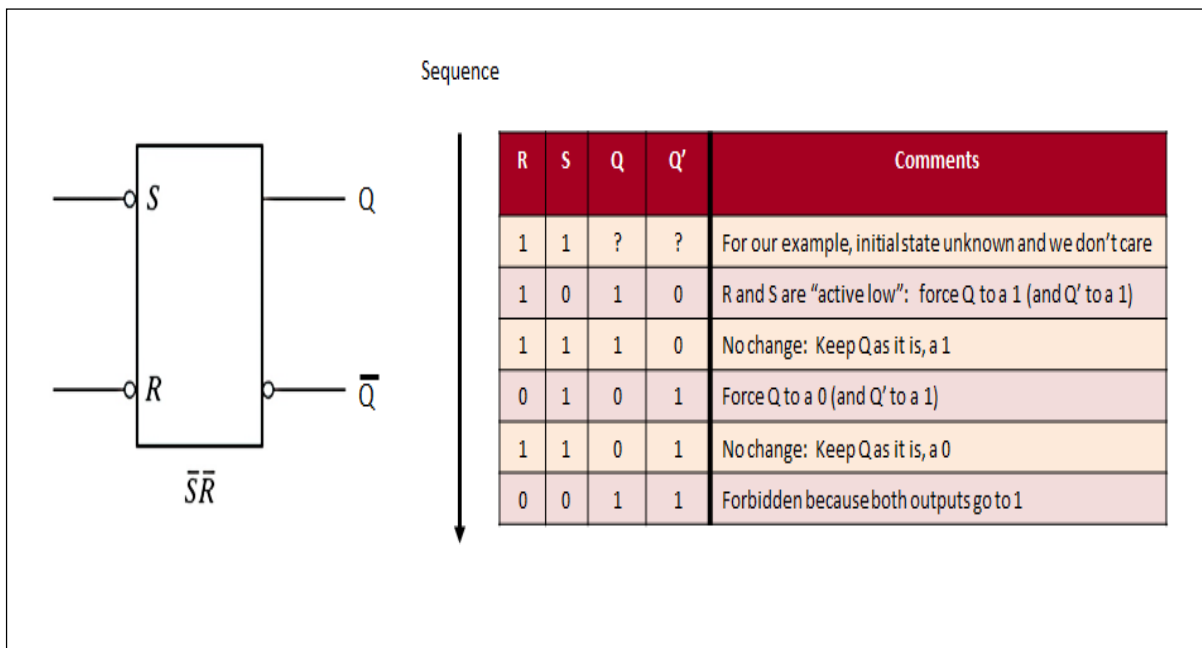 Sequence
S Q
R Q̅
S̅R̅
R S Q Q’ Comments
1 1 ? ? For our example, initial state unknown and we don’t care
1 0 1 0 R and S are “active low”: force Q to a 1 (and Q’ to a 1)
1 1 1 0 No change: Keep Q as it is, a 1
0 1 0 1 Force Q to a 0 (and Q’ to a 1)
1 1 0 1 No change: Keep Q as it is, a 0
0 0 1 1 Forbidden because both outputs go to 1